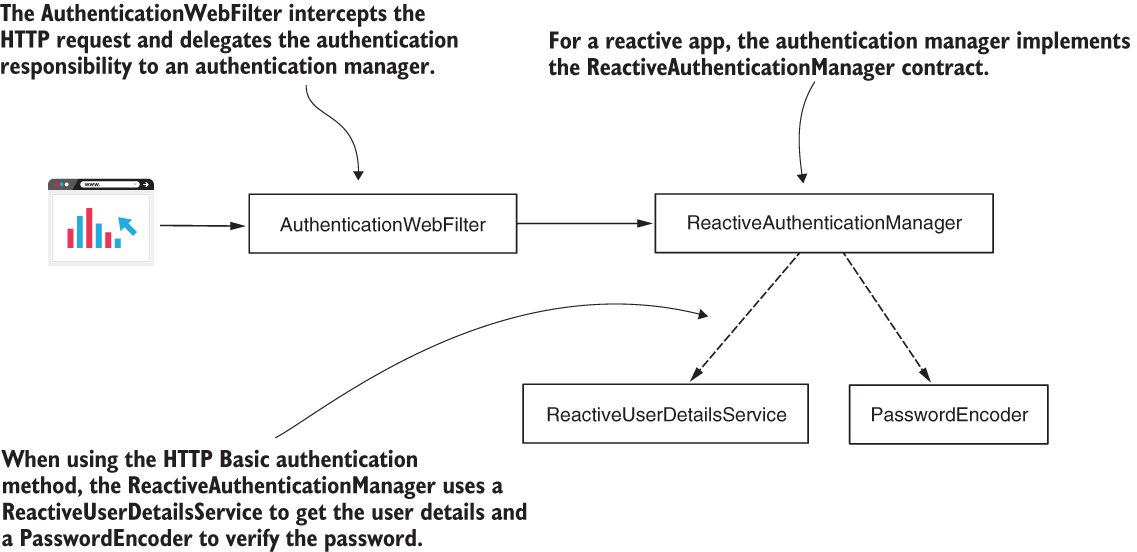 The AuthenticationWebFilter intercepts the
HTTP request and delegates the authentication
responsibility to an authentication manager.
For a reactive app, the authentication manager implements
the ReactiveAuthenticationManager contract.
www.
AuthenticationWebFilter
ReactiveAuthenticationManager
ReactiveUserDetailsService
PasswordEncoder
When using the HTTP Basic authentication
method, the ReactiveAuthenticationManager uses a
ReactiveUserDetailsService to get the user details and
a PasswordEncoder to verify the password.